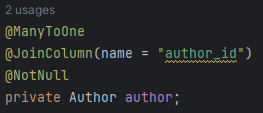 2 usages
@ManyToOne
@JoinColumn(name = "author_id")
@NotNull
private Author author;